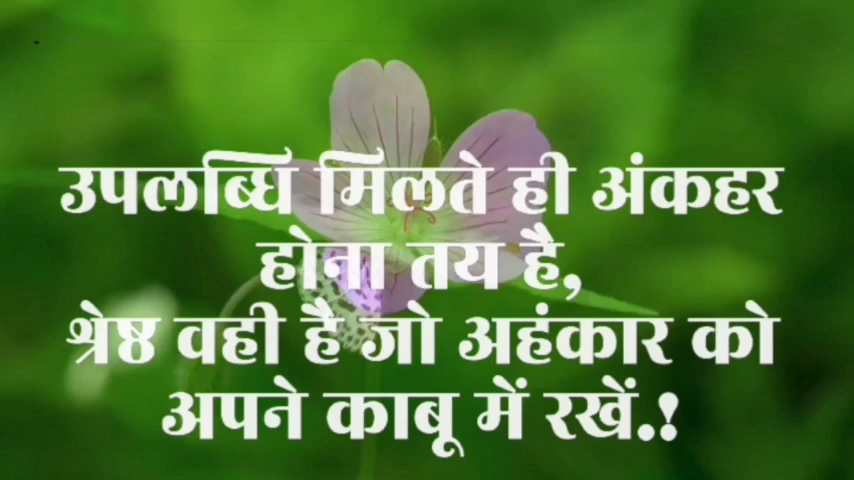 उपलब्धि मिलते ही अंकहर
होना तय है,
श्रेष्ठ वही है जो अहंकार को
अपने काबू में रखें.!